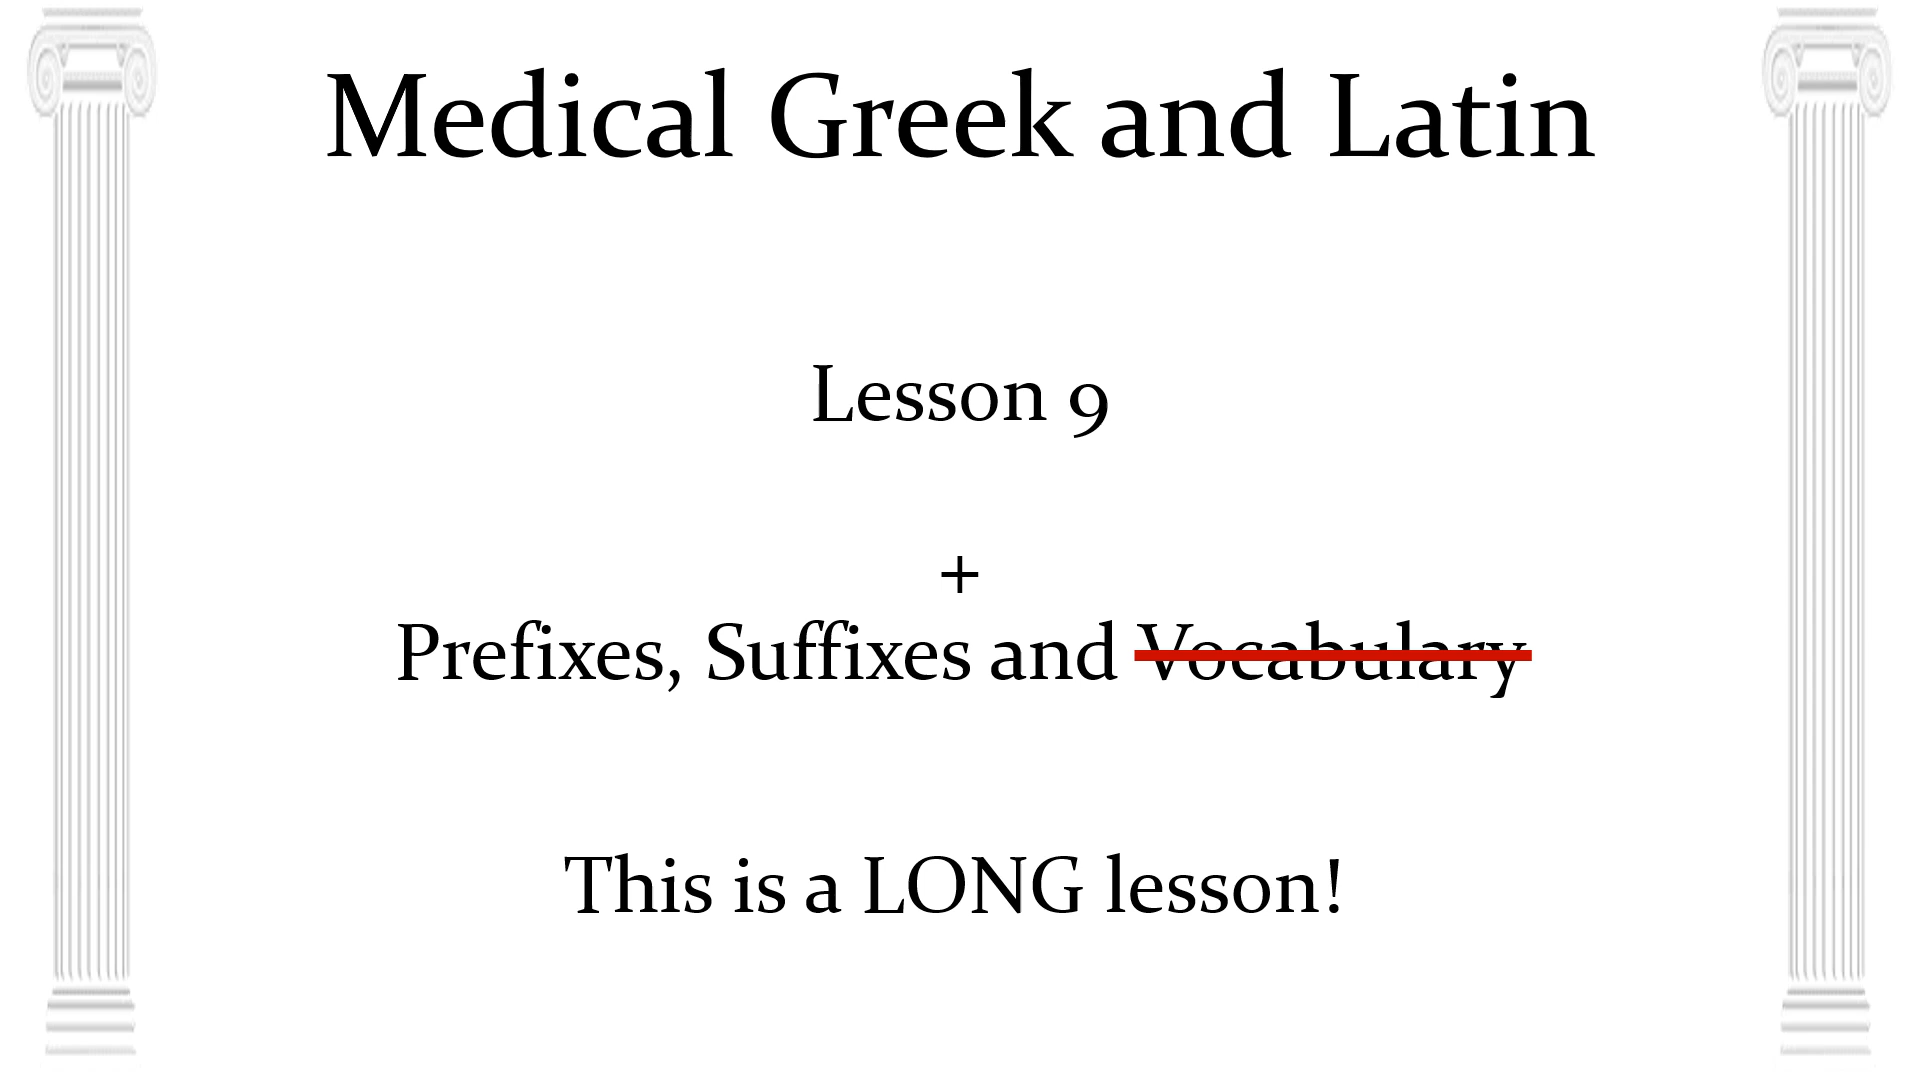 Medical Greek and Latin
Lesson 9
+
Prefixes, Suffixes and Vocabulary
This is a LONG lesson!